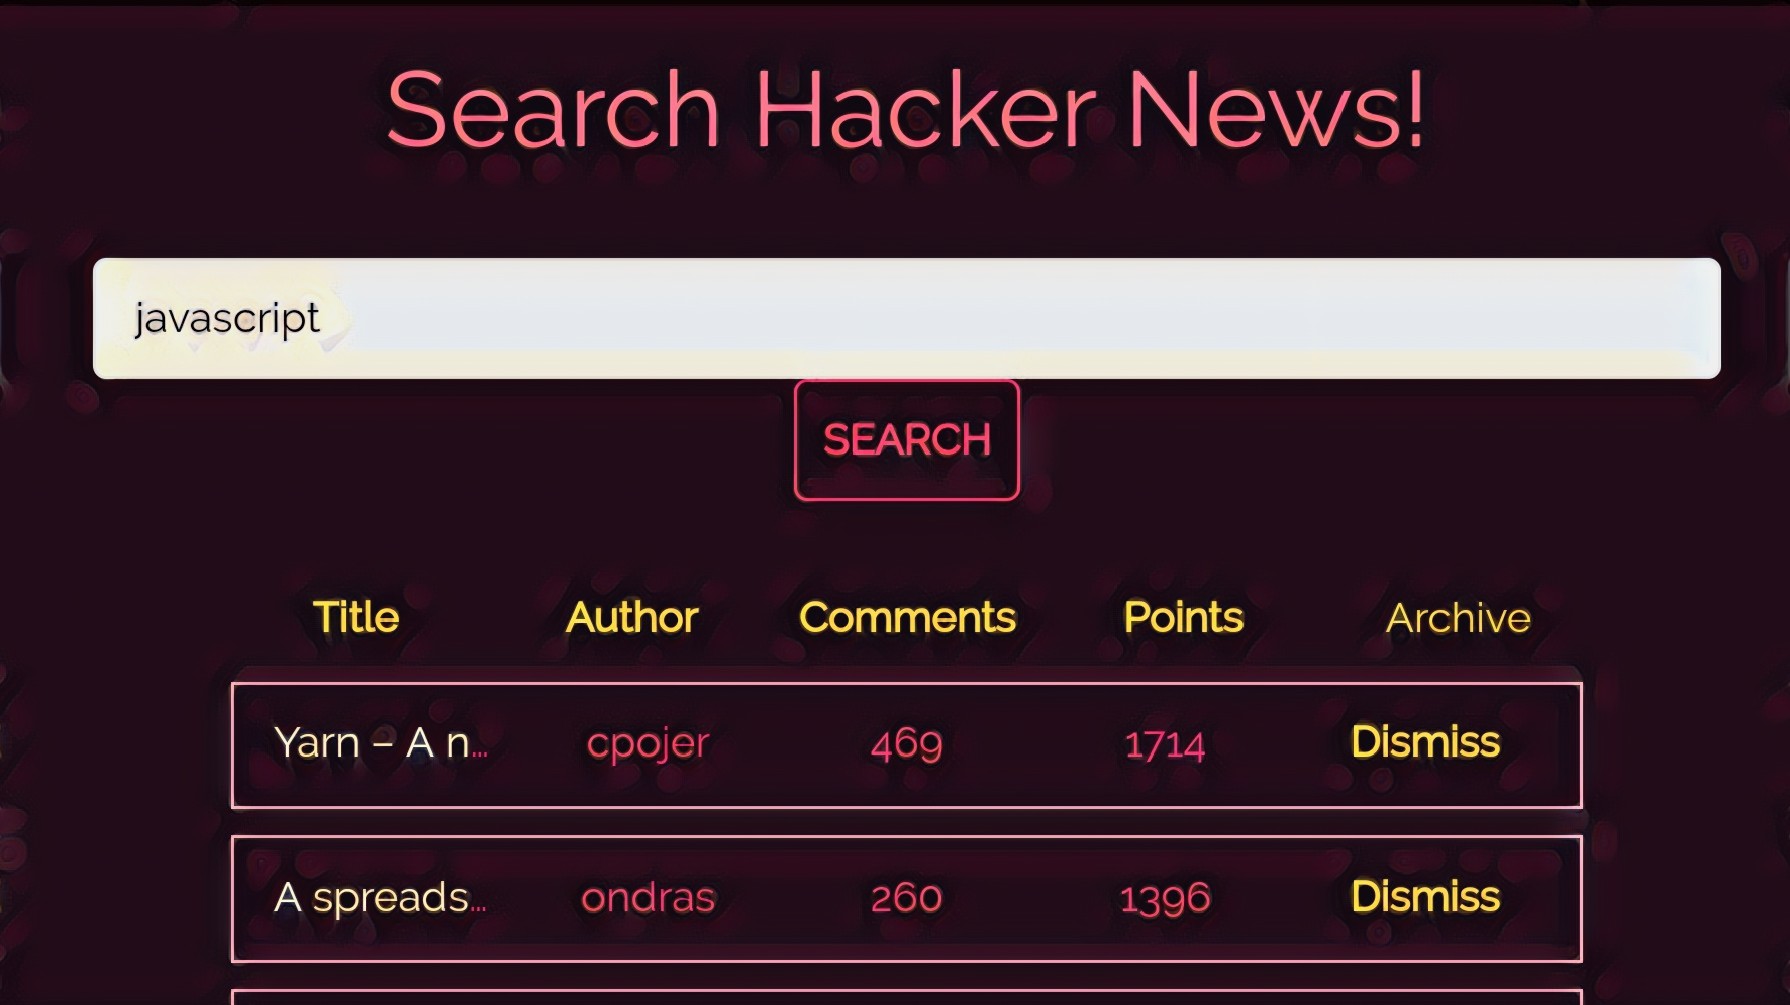 Search Hacker News!
javascript
SEARCH
Title Author Comments Points Archive
Yarn – A n... cpojer 469 1714 Dismiss
A spreads... ondras 260 1396 Dismiss